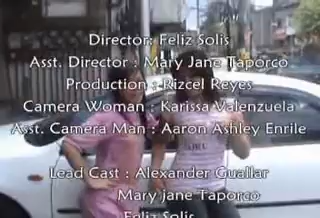 Director: Feliz Solis
Asst. Director : Mary Jane Taporco
Production : Rizcel Reyes
Camera Woman : Karissa Valenzuela
Asst. Camera Man : Aaron Ashley Enrile
Lead Cast : Alexander Guallar
Mary jane Taporco
Feliz Solis